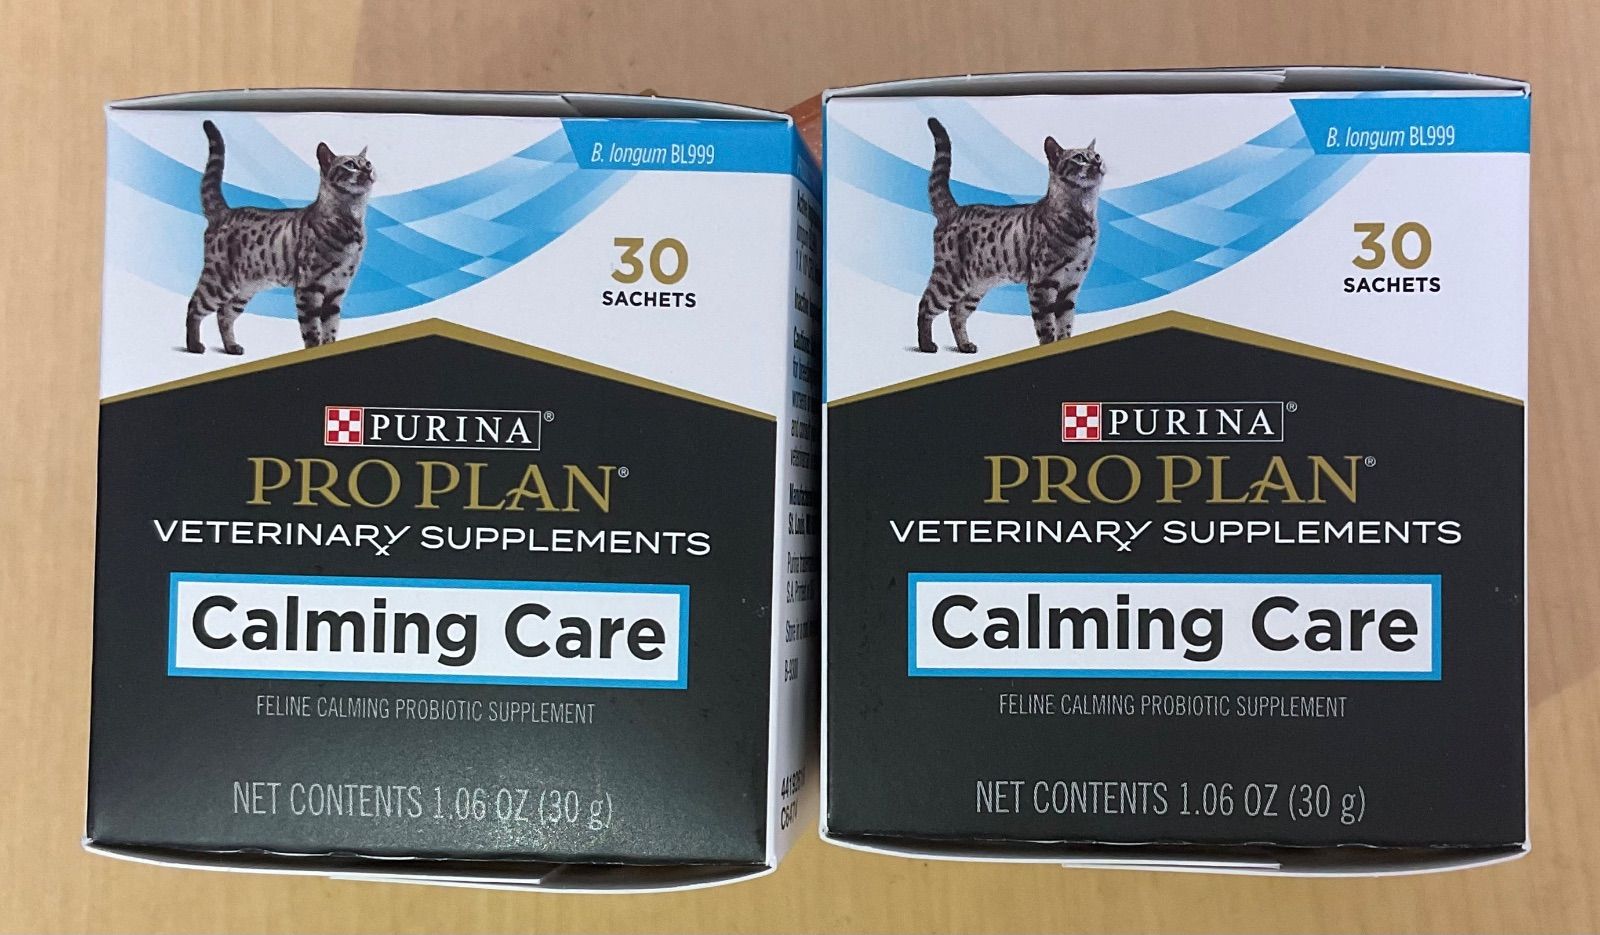 B. longum BL999
30
SACHETS
PURINA®
PRO PLAN®
VETERINARY SUPPLEMENTS
Calming Care
FELINE CALMING PROBIOTIC SUPPLEMENT
NET CONTENTS 1.06 OZ (30 g)
B. longum BL999
30
SACHETS
PURINA®
PRO PLAN®
VETERINARY SUPPLEMENTS
Calming Care
FELINE CALMING PROBIOTIC SUPPLEMENT
NET CONTENTS 1.06 OZ (30 g)